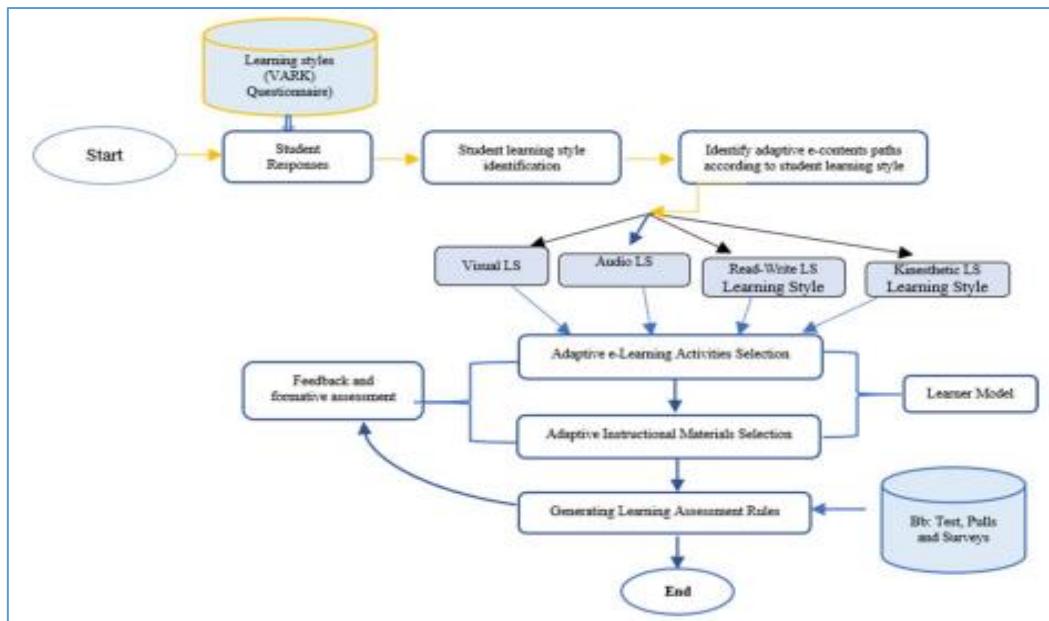 Learning styles
(VARK)
Questionnaire)
Start
Student
Responses
Student learning style
identification
Identify adaptive e-contents paths
according to student learning style
Visual LS
Audio LS
Read-Write LS
Learning Style
Kinesthetic LS
Learning Style
Adaptive e-Learning Activities Selection
Feedback and
formative assessment
Learner Model
Adaptive Instructional Materials Selection
Generating Learning Assessment Rules
Bb: Test, Pulls
and Surveys
End